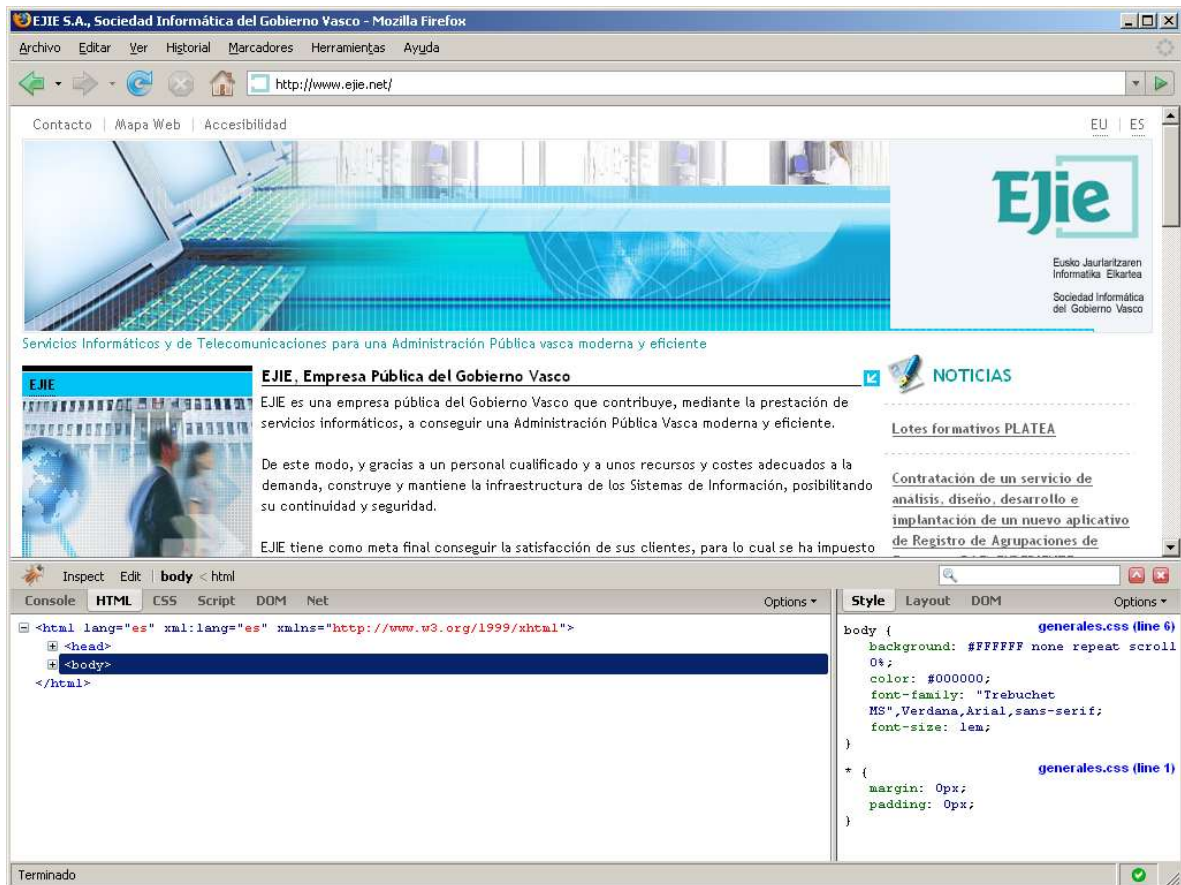 EJIE S.A., Sociedad Informática del Gobierno Vasco - Mozilla Firefox
Archivo Editar Ver Historial Marcadores Herramientas Ayuda
http://www.ejie.net/
Contacto | Mapa Web | Accesibilidad
EU | ES
EJie
Eusko Jaurlaritzaren
Informatika Elkartea
Sociedad Informática
del Gobierno Vasco
Servicios Informáticos y de Telecomunicaciones para una Administración Pública vasca moderna y eficiente
EJIE
EJIE, Empresa Pública del Gobierno Vasco
EJIE es una empresa pública del Gobierno Vasco que contribuye, mediante la prestación de
servicios informáticos, a conseguir una Administración Pública Vasca moderna y eficiente.
De este modo, y gracias a un personal cualificado y a unos recursos y costes adecuados a la
demanda, construye y mantiene la infraestructura de los Sistemas de Información, posibilitando
su continuidad y seguridad.
EJIE tiene como meta final conseguir la satisfacción de sus clientes, para lo cual se ha impuesto
NOTICIAS
Lotes formativos PLATEA
Contratación de un servicio de
análisis, diseño, desarrollo e
implantación de un nuevo aplicativo
de Registro de Agrupaciones de
Inspect Edit | body < html
Console HTML CSS Script DOM Net Options
<html lang="es" xml:lang="es" xmlns="http://www.w3.org/1999/xhtml">
<head>
<body>
</html>
Style Layout DOM Options
body { generales.css (line 6)
background: #FFFFFF none repeat scroll
0%;
color: #000000;
font-family: "Trebuchet
MS",Verdana,Arial,sans-serif;
font-size: 1em;
}
* { generales.css (line 1)
margin: 0px;
padding: 0px;
}
Terminado